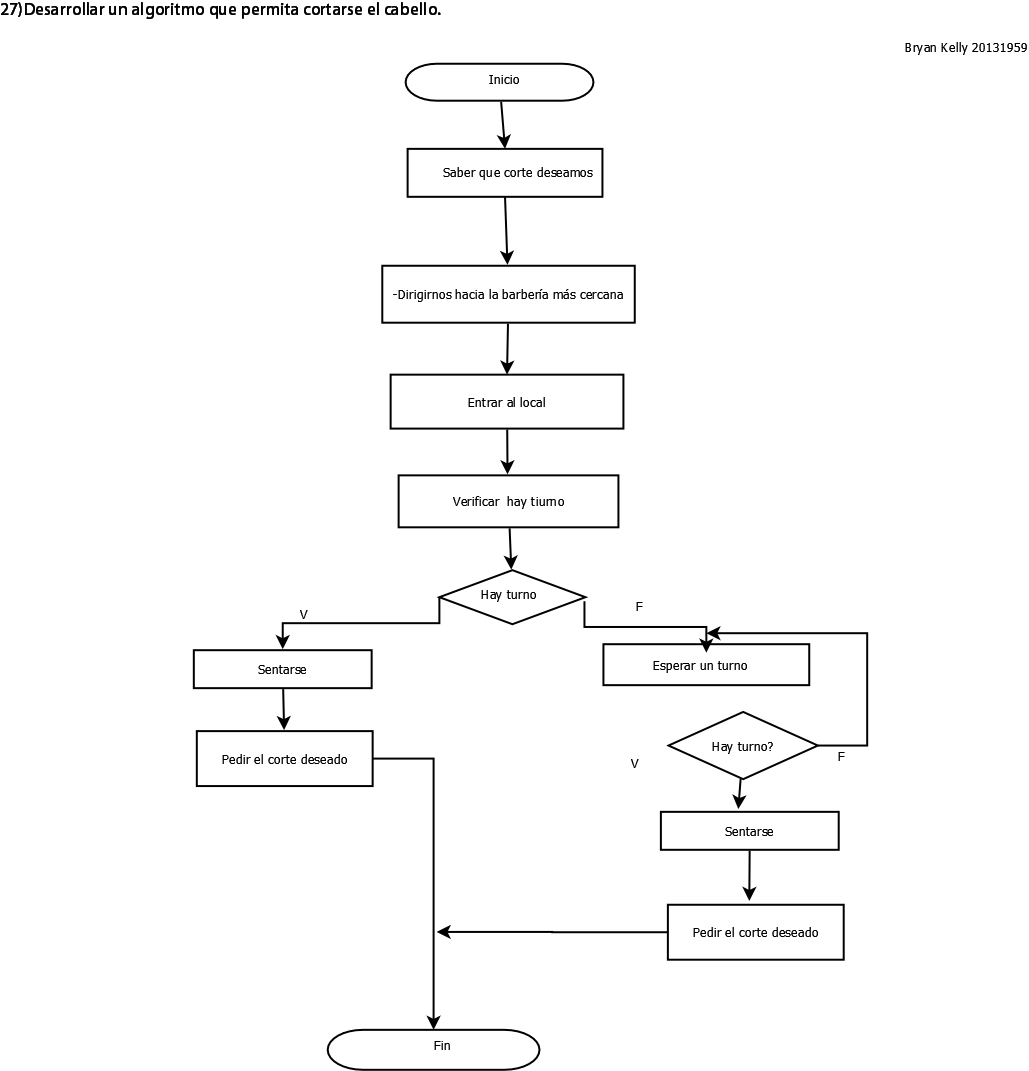 27)Desarrollar un algoritmo que permita cortarse el cabello.
Bryan Kelly 20131959
Inicio
Saber que corte deseamos
-Dirigirnos hacia la barbería más cercana
Entrar al local
Verificar hay tiurno
Hay turno
V
F
Sentarse
Esperar un turno
Pedir el corte deseado
Hay turno?
V
F
Sentarse
Pedir el corte deseado
Fin